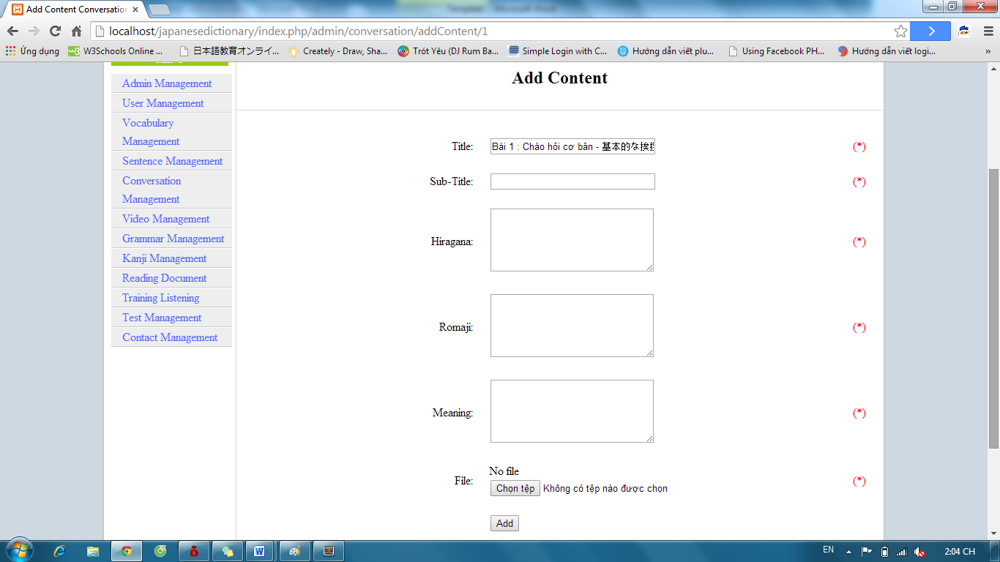 Add Content Conversation
localhost/japanesedictionary/index.php/admin/conversation/addContent/1
Ứng dụng W3Schools Online ... 日本語教育オンライ... Creately - Draw, Sha... Trót Yêu (DJ Rum Ba... Simple Login with C... Hướng dẫn viết plu... Using Facebook PH... Hướng dẫn viết logi... »
Add Content
Admin Management
User Management
Vocabulary
Management
Sentence Management
Conversation
Management
Video Management
Grammar Management
Kanji Management
Reading Document
Training Listening
Test Management
Contact Management
Title: Bài 1 : Chào hỏi cơ bản - 基本的な挨 (*)
Sub-Title: (*)
Hiragana: (*)
Romaji: (*)
Meaning: (*)
No file
File: Chọn tệp Không có tệp nào được chọn (*)
Add
EN 2:04 CH